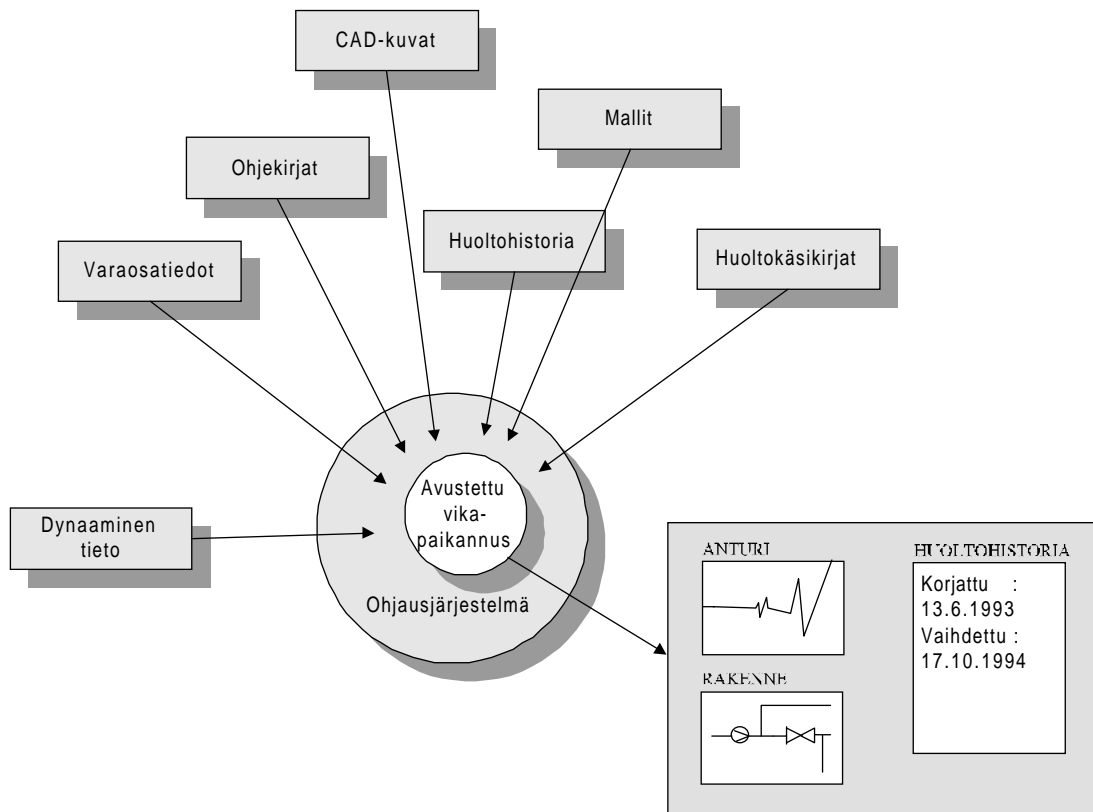 CAD-kuvat
Mallit
Ohjekirjat
Huoltohistoria
Huoltokäsikirjat
Varaosatiedot
Avustettu
vika-
paikannus
Dynaaminen
tieto
Ohjausjärjestelmä
ANTURI
HUOLTOHISTORIA
Korjattu :
13.6.1993
Vaihdettu :
17.10.1994
RAKENNE